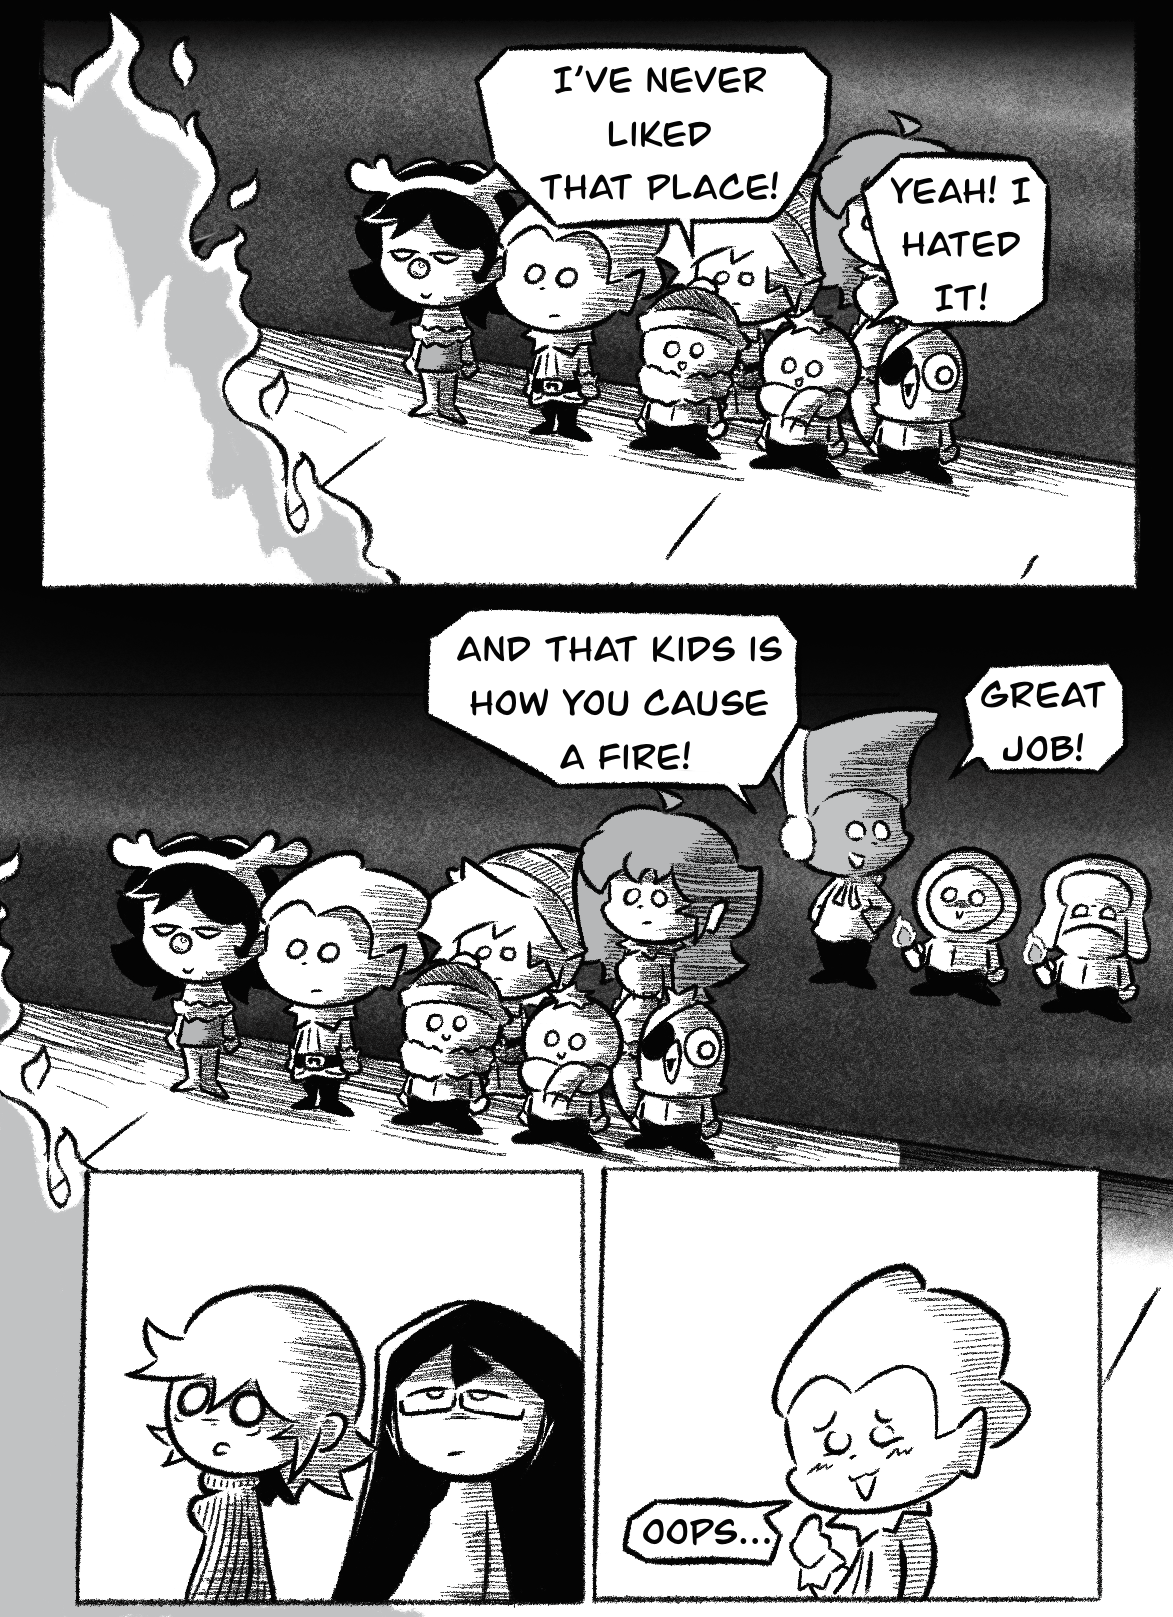 I'VE NEVER
LIKED
THAT PLACE!
YEAH! I
HATED
IT!
AND THAT KIDS IS
HOW YOU CAUSE
A FIRE!
GREAT
JOB!
OOPS...